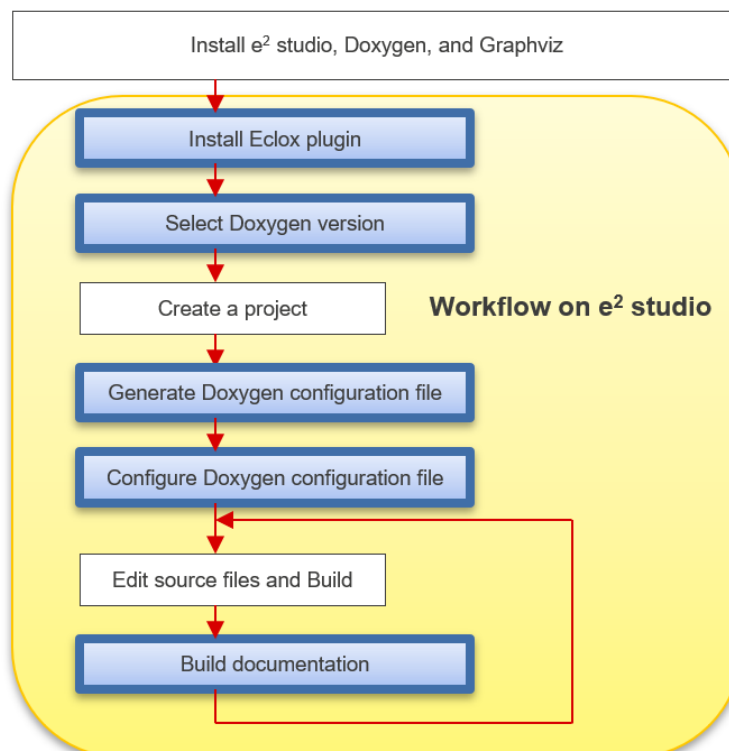 Install e² studio, Doxygen, and Graphviz
Install Eclox plugin
Select Doxygen version
Create a project
Workflow on e² studio
Generate Doxygen configuration file
Configure Doxygen configuration file
Edit source files and Build
Build documentation